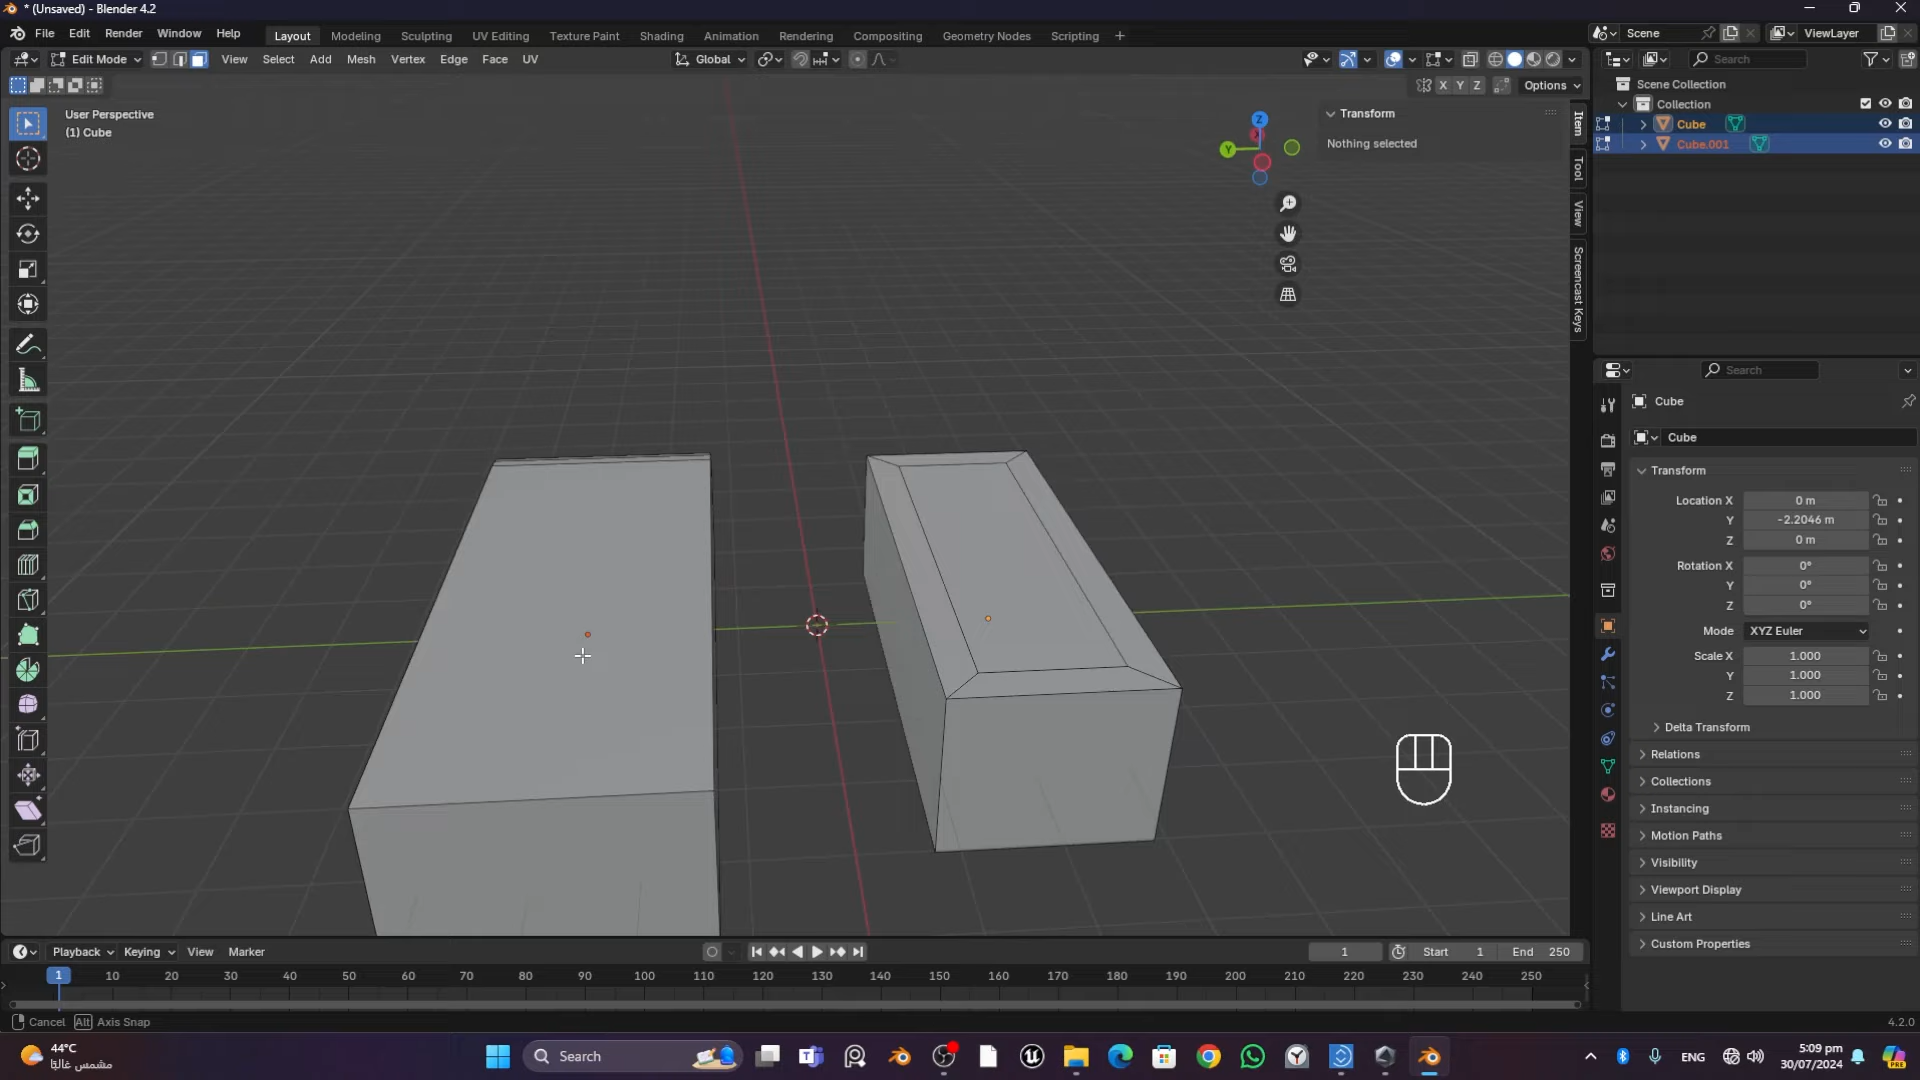 * (Unsaved) - Blender 4.2
File Edit Render Window Help
Layout Modeling Sculpting UV Editing Texture Paint Shading Animation Rendering Compositing Geometry Nodes Scripting +
Scene
ViewLayer
Edit Mode
View Select Add Mesh Vertex Edge Face UV
Global
Search
X Y Z
Options
User Perspective
(1) Cube
Z
Y
X
Transform
Nothing selected
Item
Tool
View
Screencast Keys
Scene Collection
Collection
Cube
Cube.001
Search
Cube
Cube
Transform
Location X 0 m
Y -2.2046 m
Z 0 m
Rotation X 0°
Y 0°
Z 0°
Mode XYZ Euler
Scale X 1.000
Y 1.000
Z 1.000
Delta Transform
Relations
Collections
Instancing
Motion Paths
Visibility
Viewport Display
Line Art
Custom Properties
Playback Keying View Marker
1
Start 1
End 250
1 10 20 30 40 50 60 70 80 90 100 110 120 130 140 150 160 170 180 190 200 210 220 230 240 250
Cancel Alt Axis Snap
4.2.0
44°C
مشمس غالبًا
Search
ENG
5:09 pm
30/07/2024
PRE